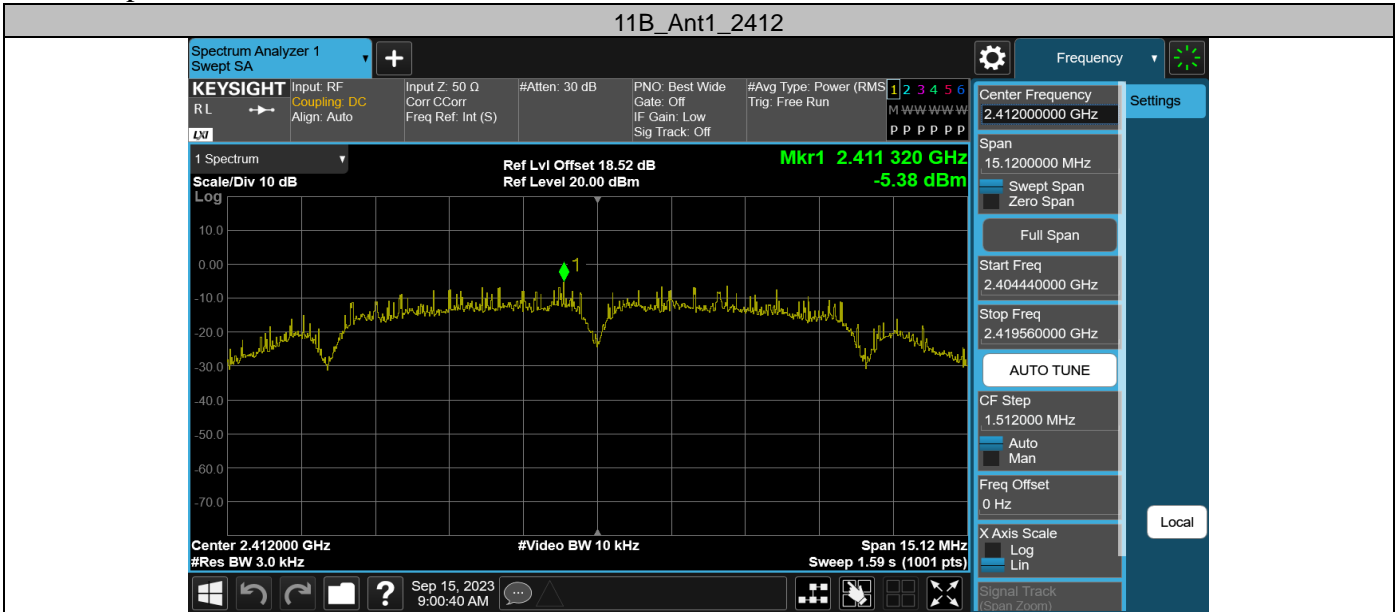 11B_Ant1_2412
Spectrum Analyzer 1
Swept SA
Frequency
KEYSIGHT
R L
LXI
Input: RF
Coupling: DC
Align: Auto
Input Z: 50 Ω
Corr CCorr
Freq Ref: Int (S)
#Atten: 30 dB
PNO: Best Wide
Gate: Off
IF Gain: Low
Sig Track: Off
#Avg Type: Power (RMS
Trig: Free Run
1 2 3 4 5 6
M W W W W W
P P P P P P
1 Spectrum
Scale/Div 10 dB
Ref Lvl Offset 18.52 dB
Ref Level 20.00 dBm
Mkr1 2.411 320 GHz
-5.38 dBm
Log
10.0
0.00
-10.0
-20.0
-30.0
-40.0
-50.0
-60.0
-70.0
1
Center 2.412000 GHz
#Res BW 3.0 kHz
#Video BW 10 kHz
Span 15.12 MHz
Sweep 1.59 s (1001 pts)
Center Frequency
2.412000000 GHz
Span
15.1200000 MHz
Swept Span
Zero Span
Full Span
Start Freq
2.404440000 GHz
Stop Freq
2.419560000 GHz
AUTO TUNE
CF Step
1.512000 MHz
Auto
Man
Freq Offset
0 Hz
X Axis Scale
Log
Lin
Signal Track
(Span Zoom)
Settings
Local
?
Sep 15, 2023
9:00:40 AM